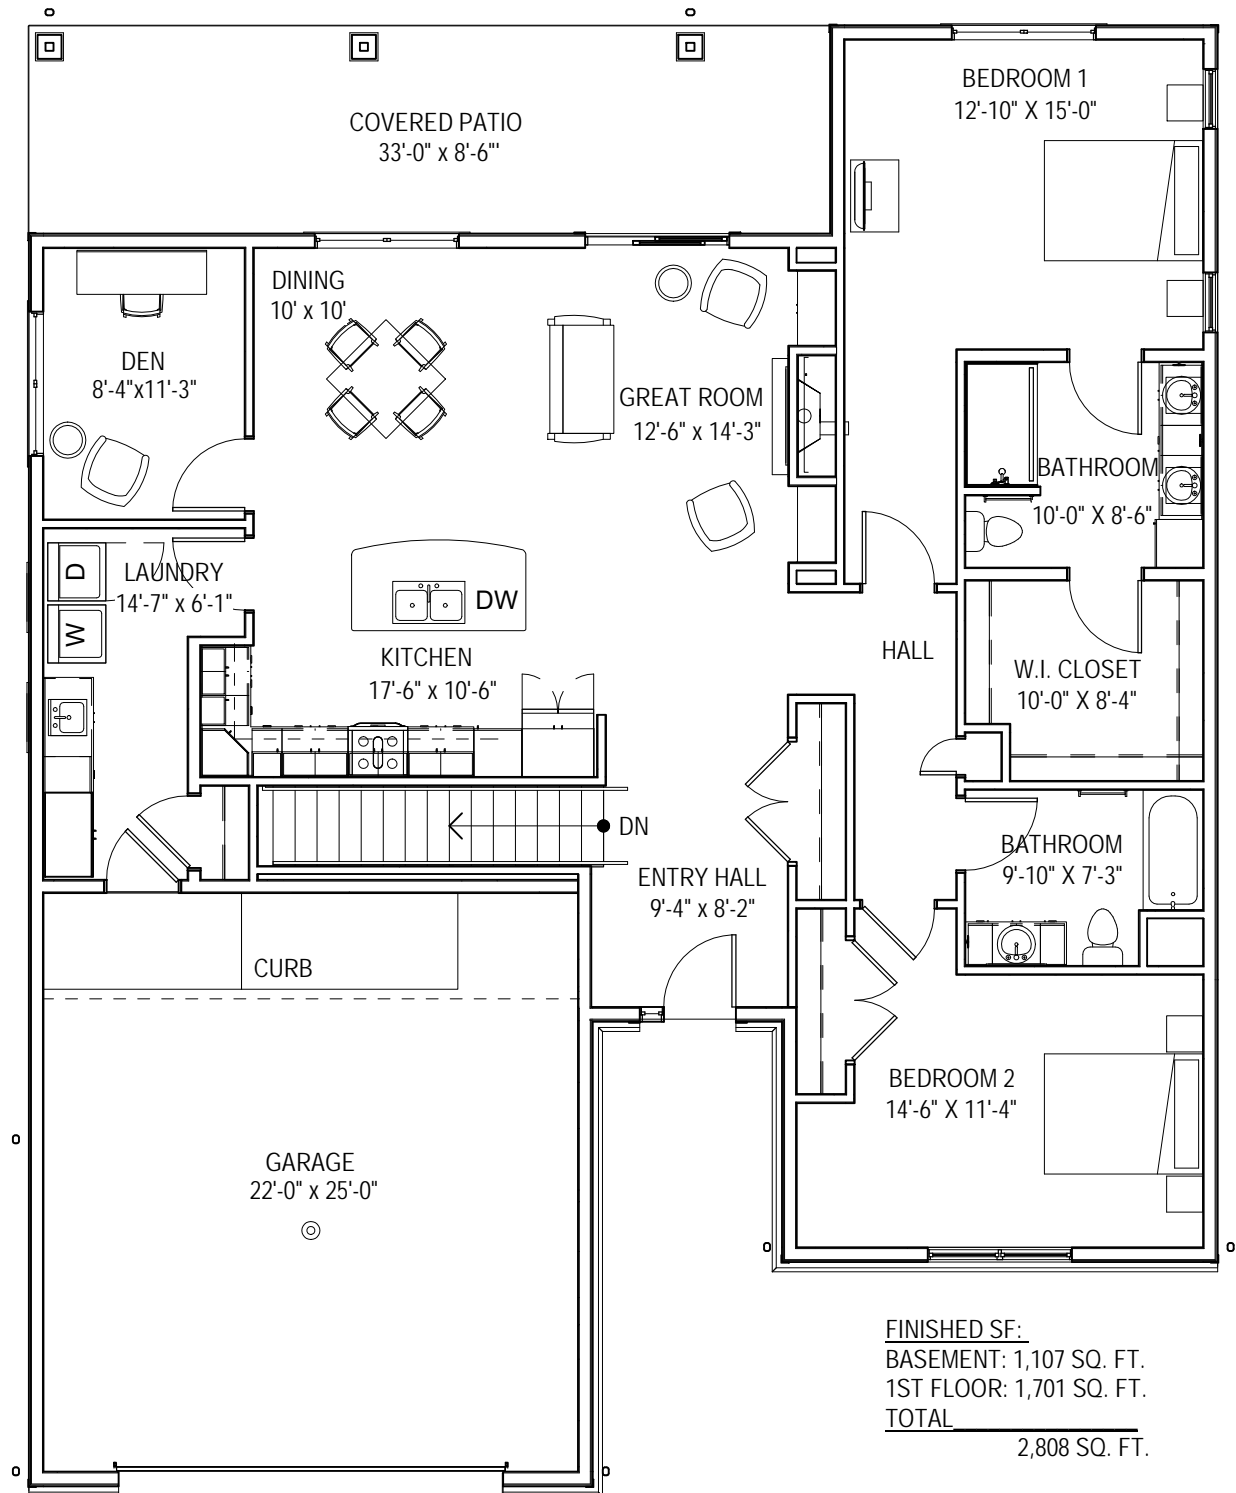 COVERED PATIO
33'-0" x 8'-6"'
BEDROOM 1
12'-10" X 15'-0"
DINING
10' x 10'
DEN
8'-4"x11'-3"
GREAT ROOM
12'-6" x 14'-3"
BATHROOM
10'-0" X 8'-6"
D
LAUNDRY
14'-7" x 6'-1"
W
DW
KITCHEN
17'-6" x 10'-6"
HALL
W.I. CLOSET
10'-0" X 8'-4"
DN
BATHROOM
9'-10" X 7'-3"
ENTRY HALL
9'-4" x 8'-2"
CURB
BEDROOM 2
14'-6" X 11'-4"
GARAGE
22'-0" x 25'-0"
FINISHED SF:
BASEMENT: 1,107 SQ. FT.
1ST FLOOR: 1,701 SQ. FT.
TOTAL
2,808 SQ. FT.